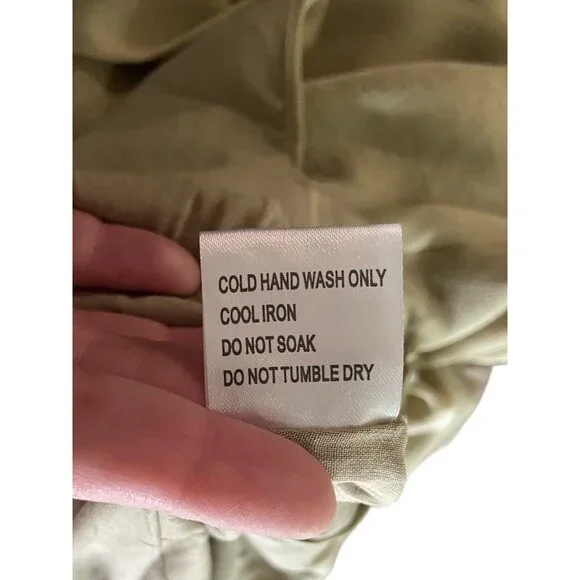 COLD HAND WASH ONLY
COOL IRON
DO NOT SOAK
DO NOT TUMBLE DRY